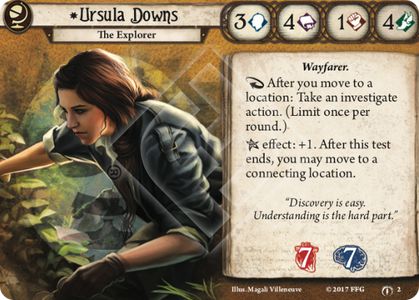 *Ursula Downs
The Explorer
3 4 1 4
Wayfarer.
After you move to a
location: Take an investigate
action. (Limit once per
round.)
effect: +1. After this test
ends, you may move to a
connecting location.
"Discovery is easy.
Understanding is the hard part."
7 7
Illus. Magali Villeneuve © 2017 FFG 2